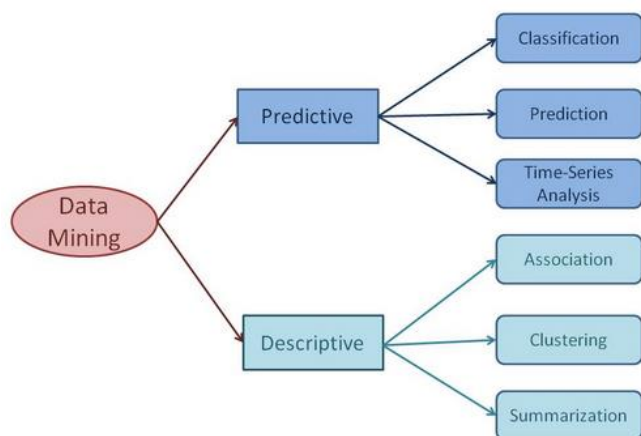 Classification
Predictive
Prediction
Time-Series
Analysis
Data
Mining
Association
Descriptive
Clustering
Summarization